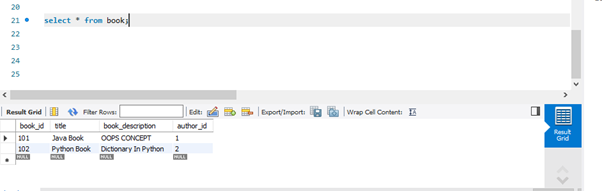 20
21 select * from book;
22
23
24
25
Result Grid Filter Rows: Edit: Export/Import: Wrap Cell Content:
book_id title book_description author_id
101 Java Book OOPS CONCEPT 1
102 Python Book Dictionary In Python 2
NULL NULL NULL NULL
Result
Grid